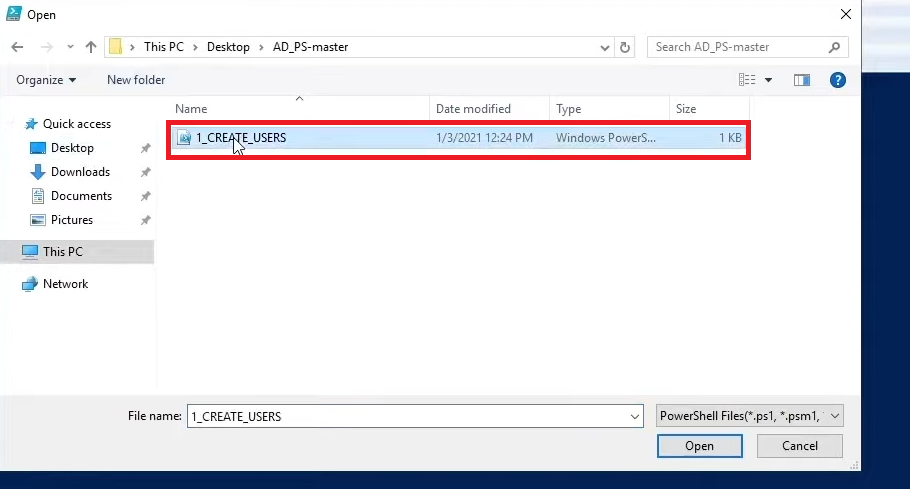 Open
This PC > Desktop > AD_PS-master
Search AD_PS-master
Organize
New folder
Name
Date modified
Type
Size
Quick access
Desktop
Downloads
Documents
Pictures
This PC
Network
1_CREATE_USERS 1/3/2021 12:24 PM Windows PowerS... 1 KB
File name: 1_CREATE_USERS
PowerShell Files(*.ps1, *.psm1,
Open
Cancel